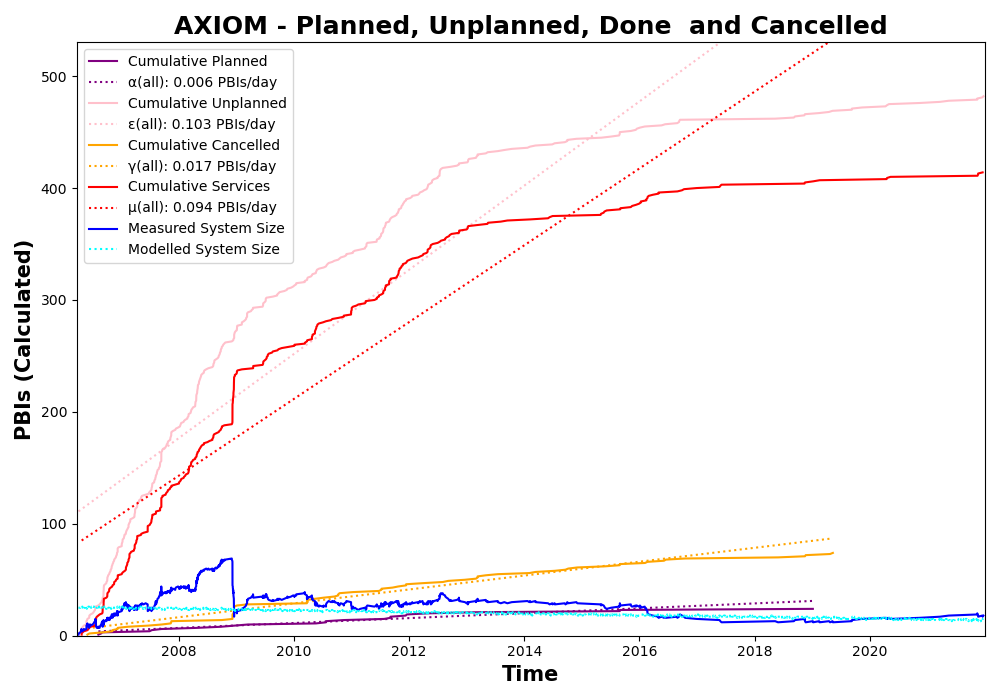 AXIOM - Planned, Unplanned, Done  and Cancelled
PBIs (Calculated)
500
400
300
200
100
0
Cumulative Planned
α(all): 0.006 PBIs/day
Cumulative Unplanned
ε(all): 0.103 PBIs/day
Cumulative Cancelled
γ(all): 0.017 PBIs/day
Cumulative Services
μ(all): 0.094 PBIs/day
Measured System Size
Modelled System Size
2008 2010 2012 2014 2016 2018 2020
Time